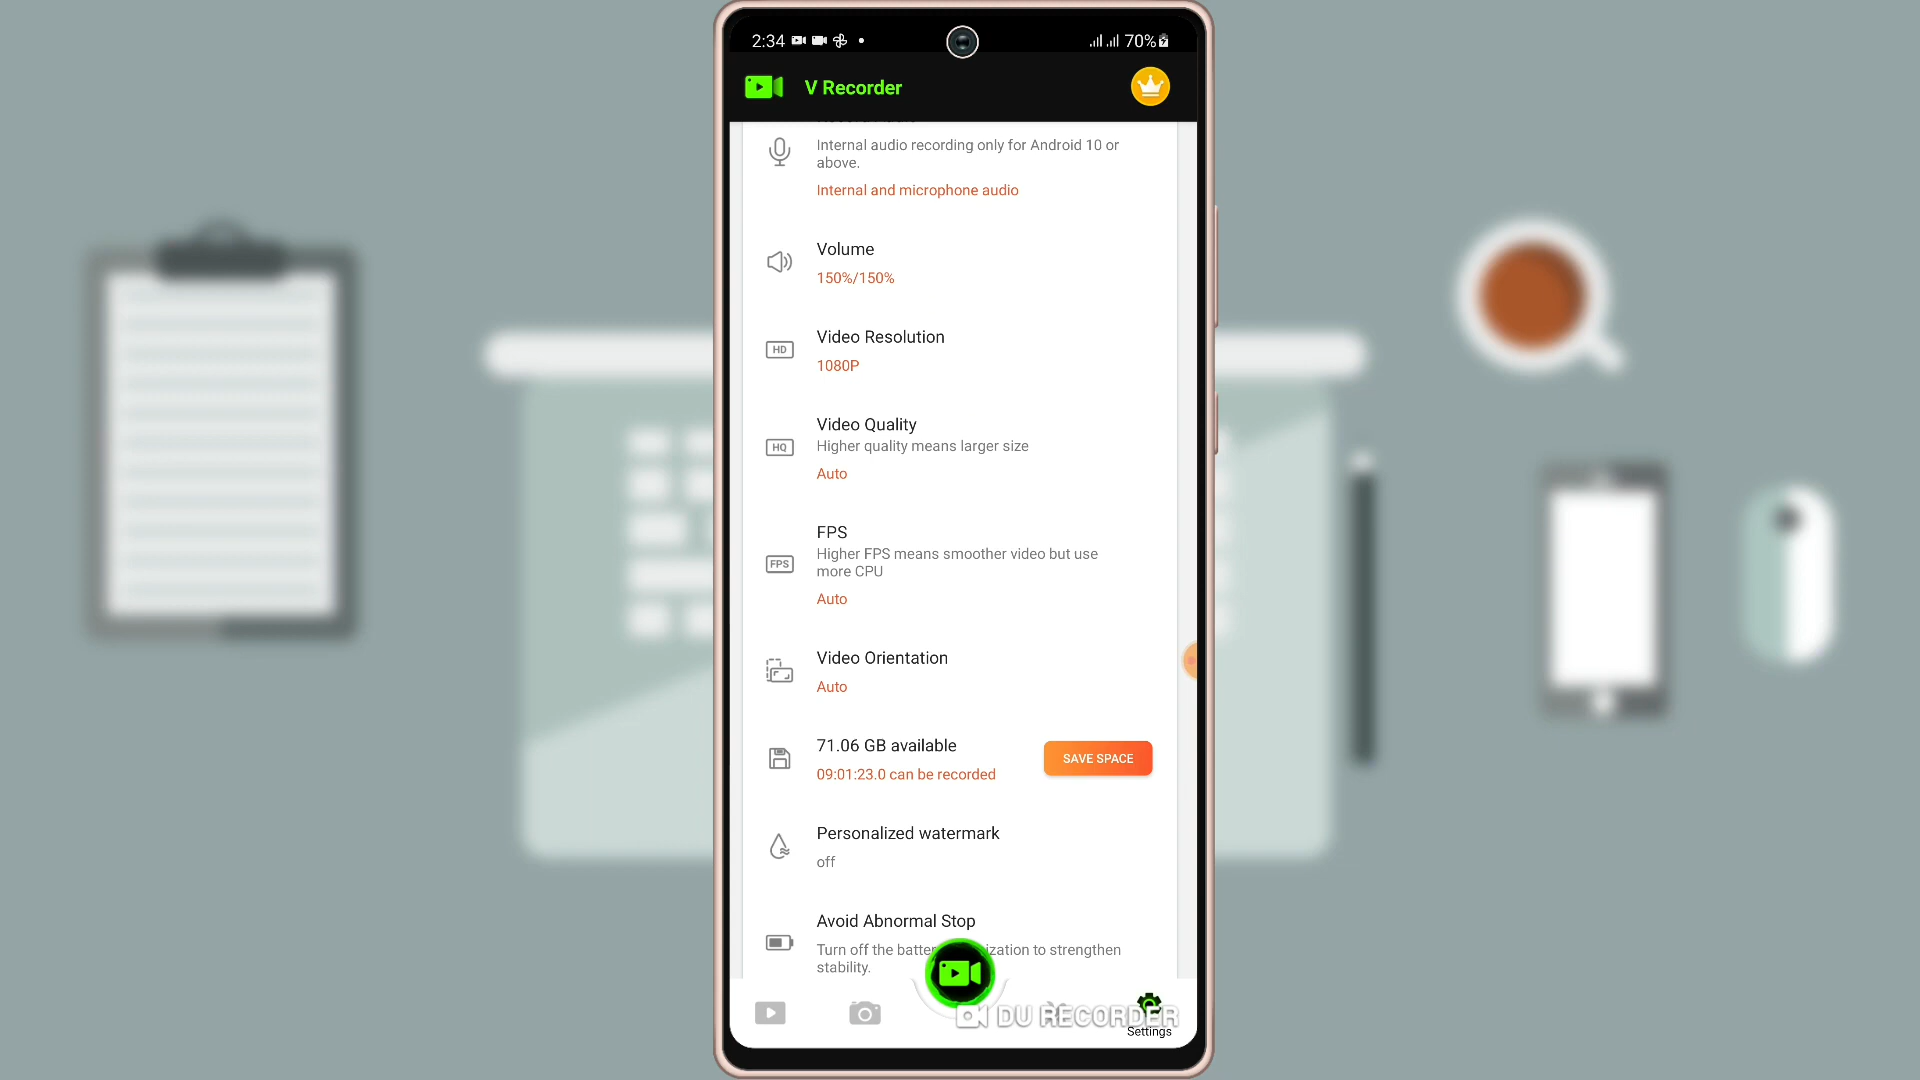 2:34
70%
V Recorder
Internal audio recording only for Android 10 or
above.
Internal and microphone audio
Volume
150%/150%
HD
Video Resolution
1080P
HQ
Video Quality
Higher quality means larger size
Auto
FPS
FPS
Higher FPS means smoother video but use
more CPU
Auto
Video Orientation
Auto
71.06 GB available
09:01:23.0 can be recorded
SAVE SPACE
Personalized watermark
off
Avoid Abnormal Stop
Turn off the to strengthen
stability.
DU RECORDER
Settings